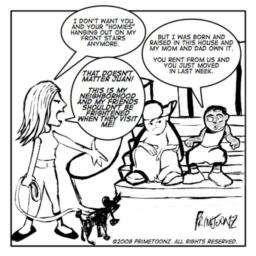 I DON'T WANT YOU
AND YOUR "HOMIES"
HANGING OUT ON MY
FRONT STAIRS
ANYMORE.
BUT I WAS BORN AND
RAISED IN THIS HOUSE AND
MY MOM AND DAD OWN IT.
YOU RENT FROM US AND
YOU JUST MOVED
IN LAST WEEK.
THAT DOESN'T
MATTER JUAN!
THIS IS MY
NEIGHBORHOOD
AND MY FRIENDS
SHOULDN'T BE
FRIGHTENED
WHEN THEY VISIT
ME!
PRIMETOONZ
©2008 PRIMETOONZ. ALL RIGHTS RESERVED.